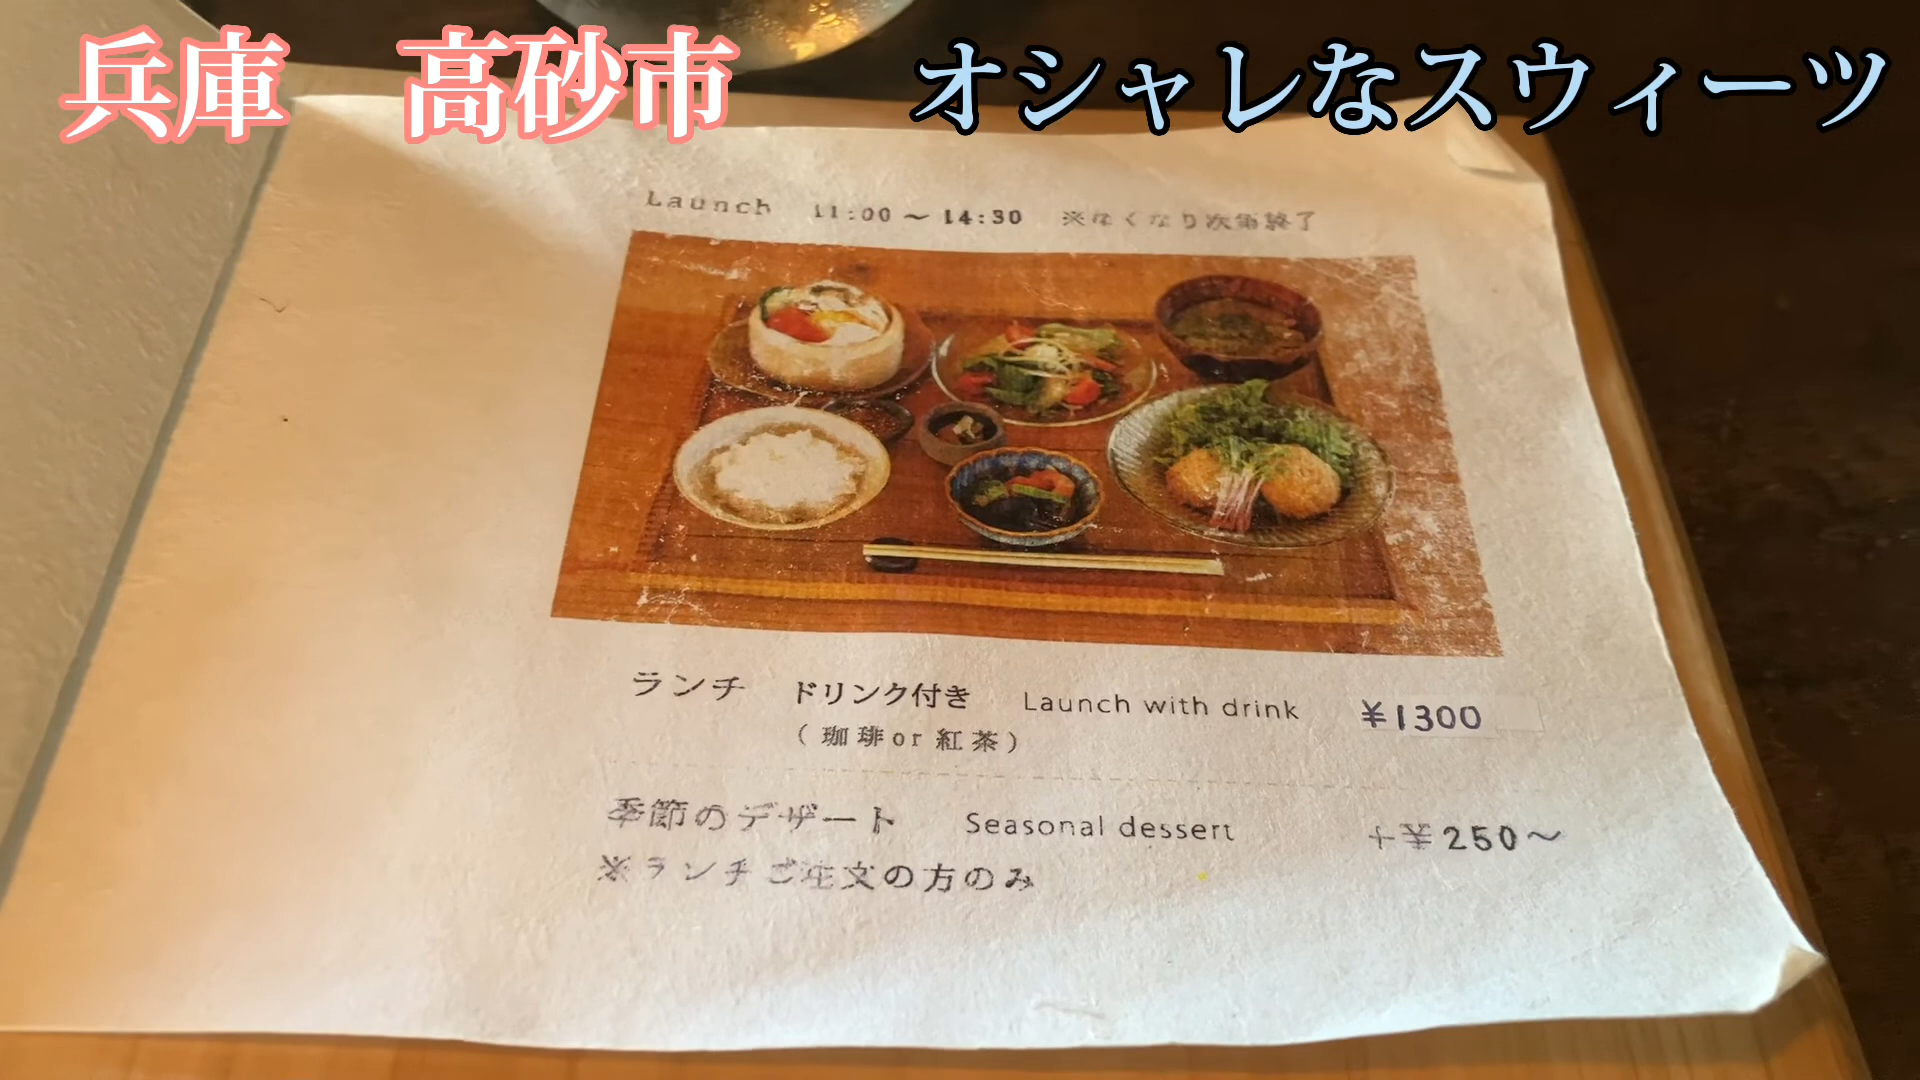 兵庫 高砂市 オシャレなスウィーツ
Launch 11:00～14:30 ※なくなり次第終了
ランチ ドリンク付き Launch with drink ¥1300
（珈琲or紅茶）
季節のデザート Seasonal dessert +¥250～
※ランチご注文の方のみ